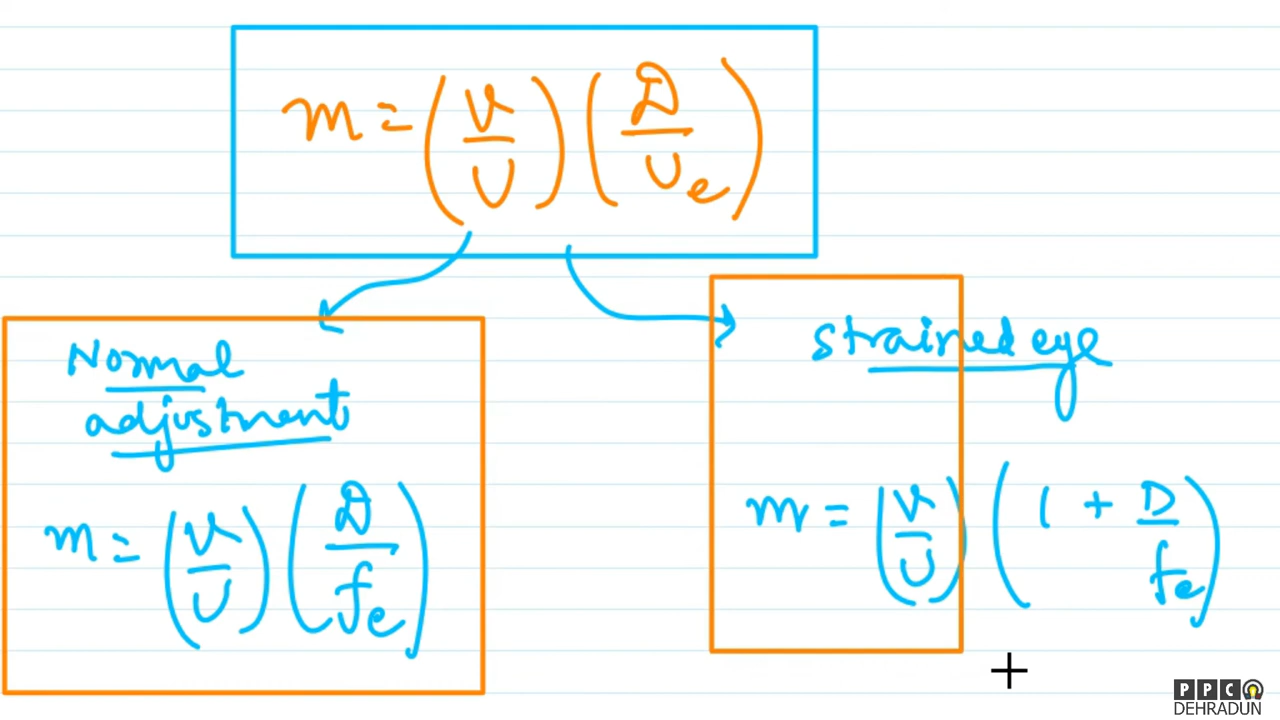 m = (v/u) (D/ue)
Normal
adjustment
m = (v/u) (D/fe)
strained eye
m = (v/u) (1 + D/fe)
PPC
DEHRADUN